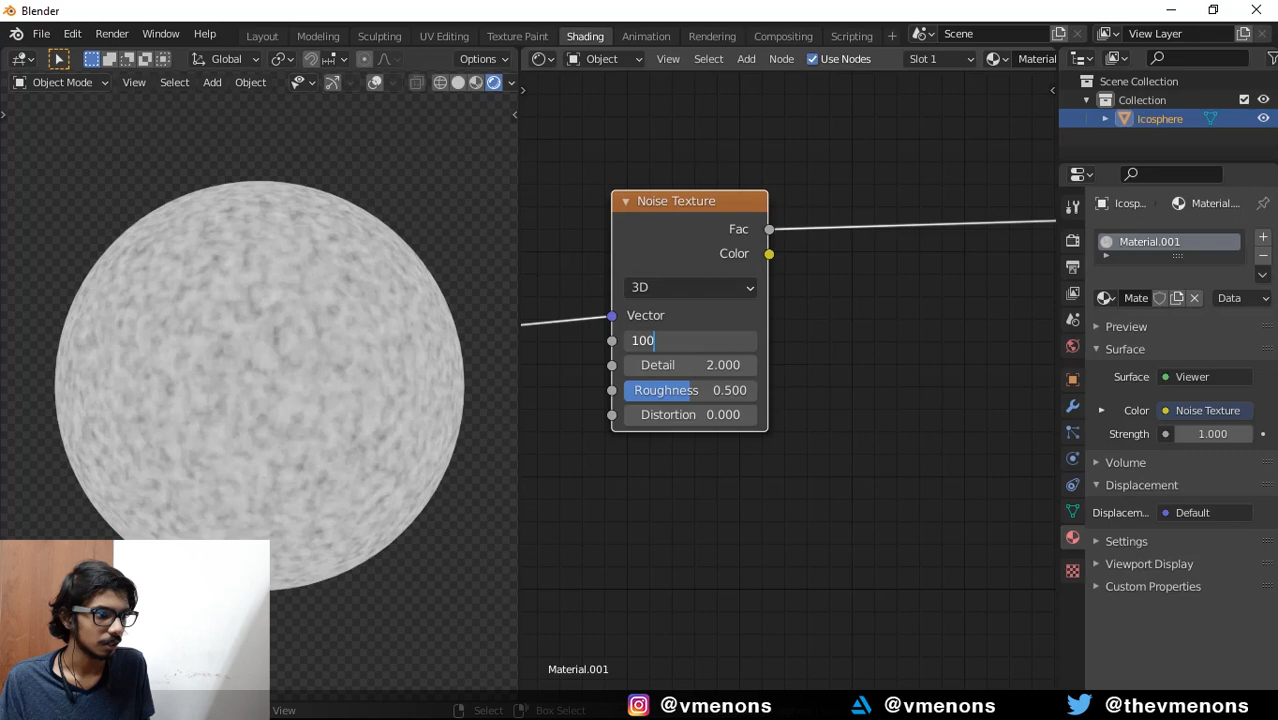 Blender
File Edit Render Window Help Layout Modeling Sculpting UV Editing Texture Paint Shading Animation Rendering Compositing Scripting + Scene View Layer
Global Options Object View Select Add Node Use Nodes Slot 1 Material
Object Mode View Select Add Object
Scene Collection
Collection
Icosphere
Noise Texture
Fac
Color
3D
Vector
100
Detail 2.000
Roughness 0.500
Distortion 0.000
Material.001
Icosp... Material....
Material.001
Mate Data
Preview
Surface
Surface Viewer
Color Noise Texture
Strength 1.000
Volume
Displacement
Displacem... Default
Settings
Viewport Display
Custom Properties
View Select Box Select
@vmenons @vmenons @thevmenons